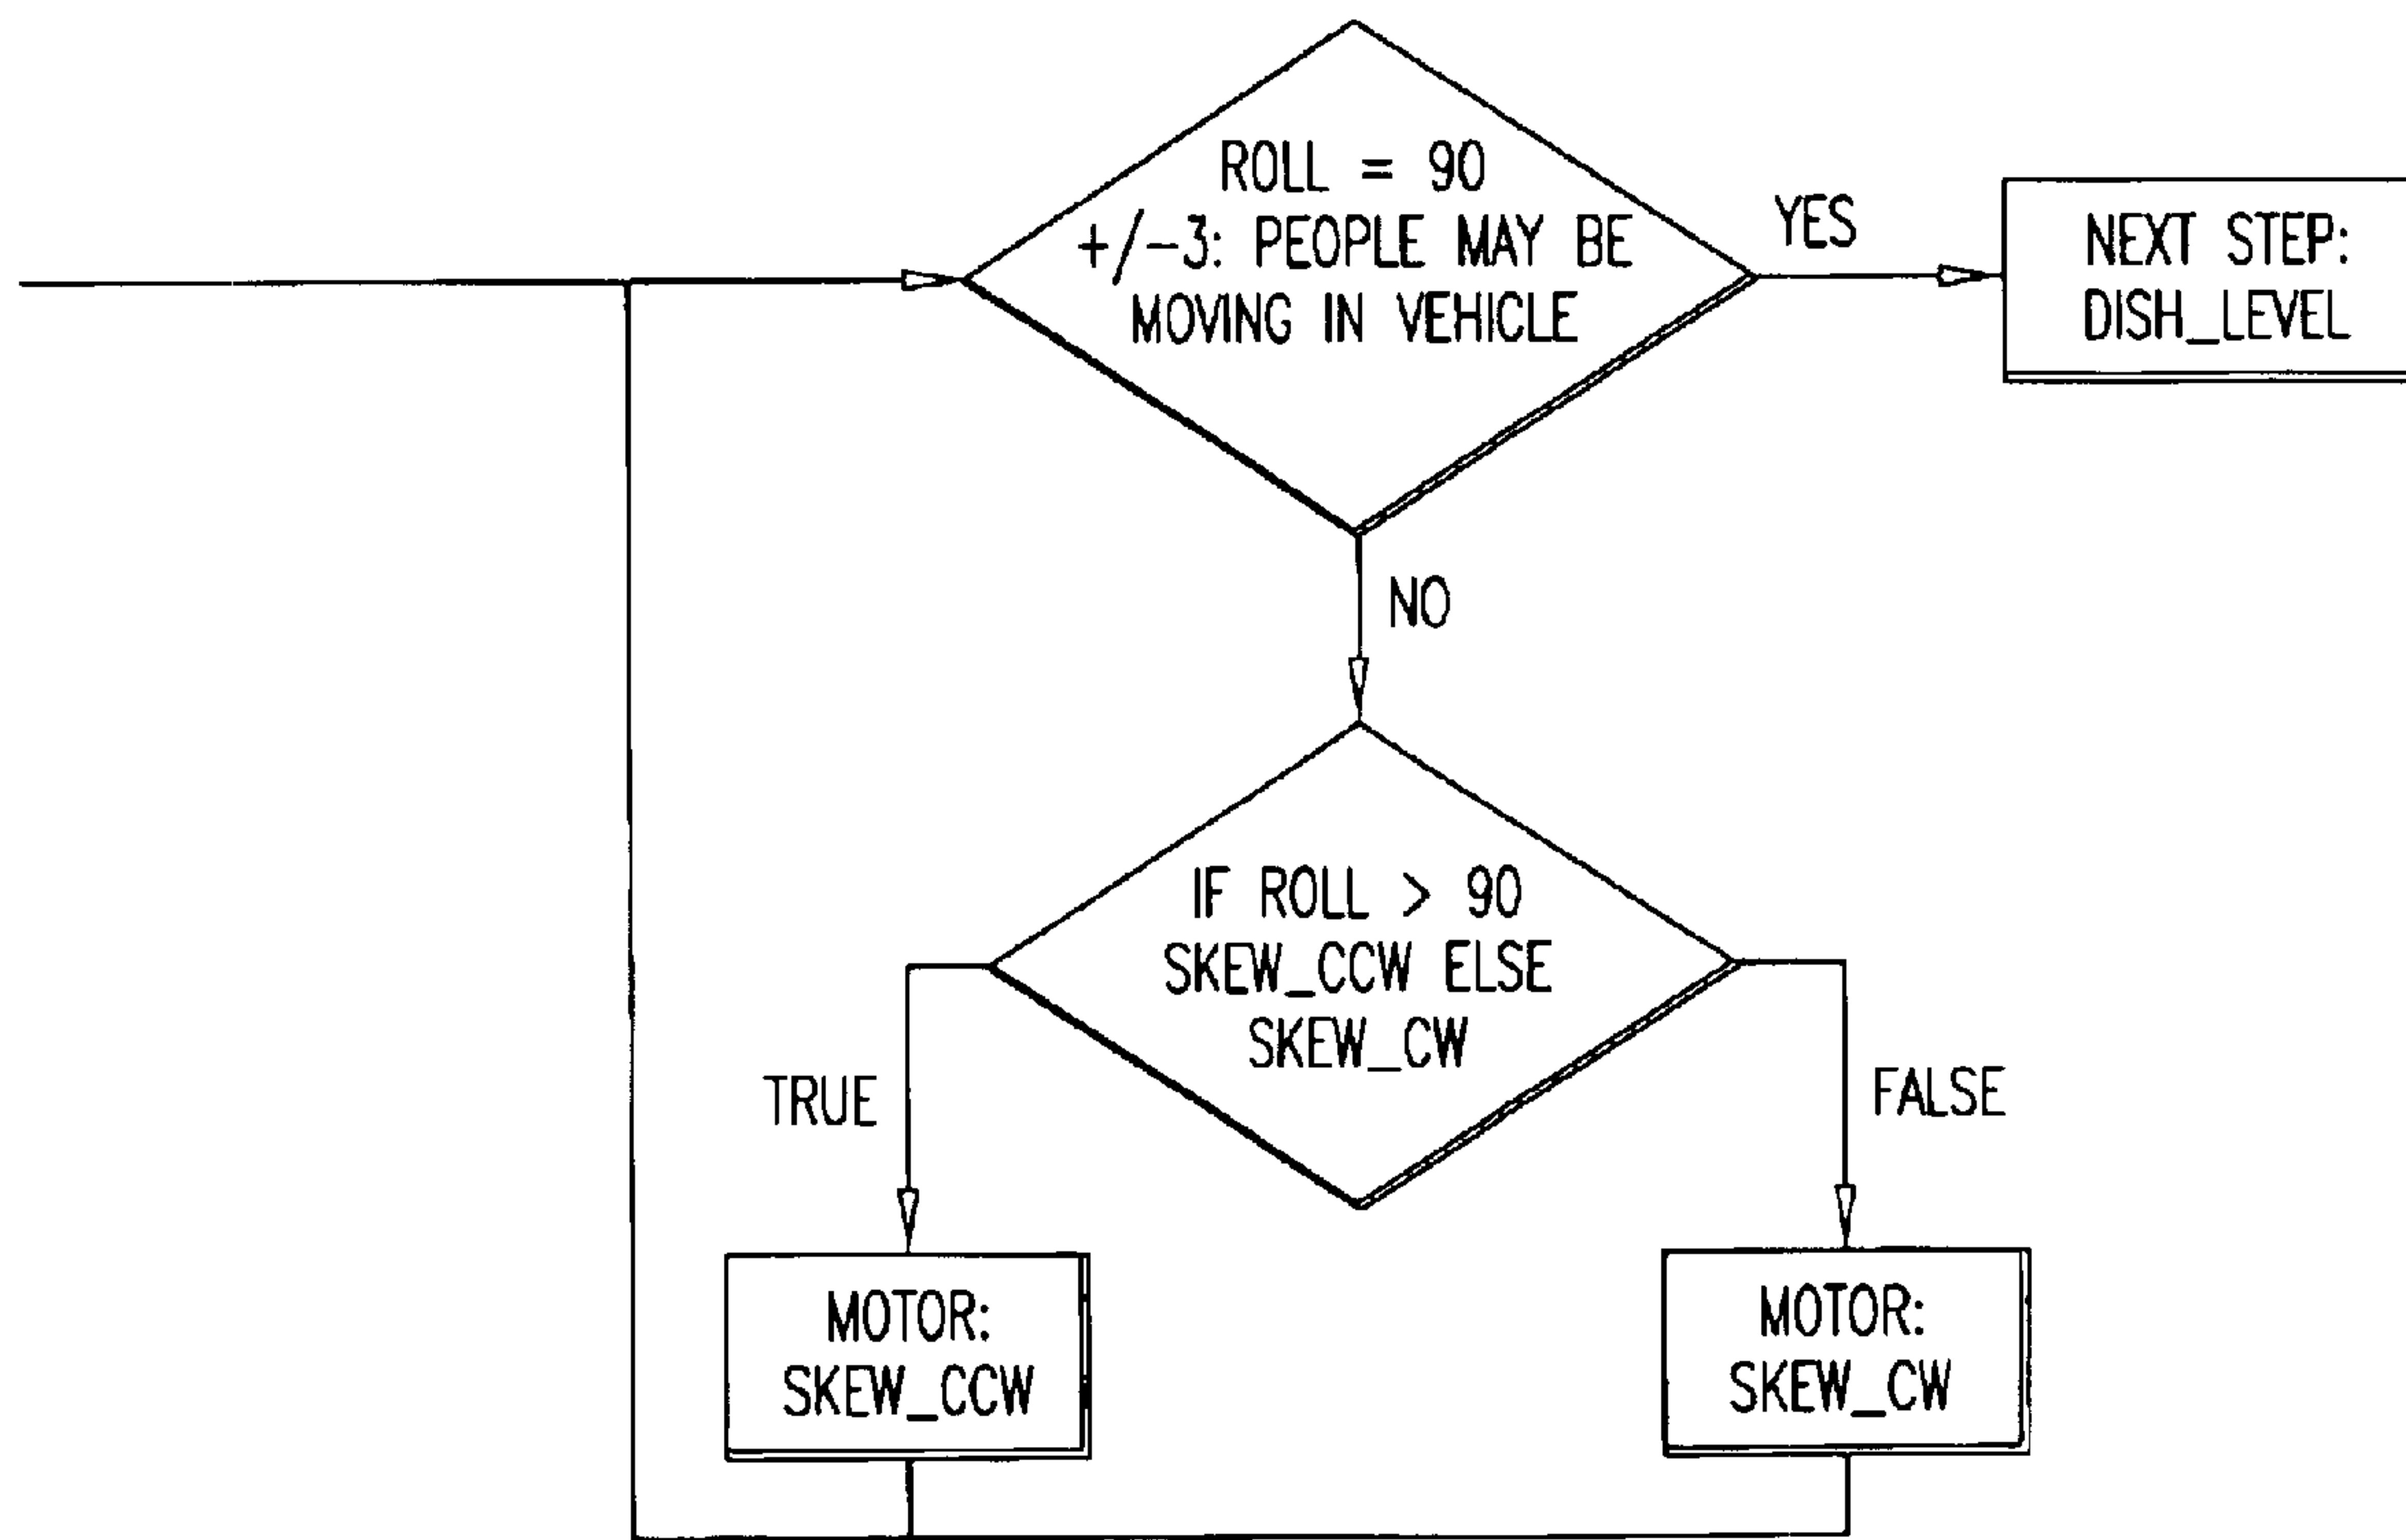 ROLL = 90
+/-3: PEOPLE MAY BE
MOVING IN VEHICLE
YES
NEXT STEP:
DISH_LEVEL
NO
IF ROLL > 90
SKEW_CCW ELSE
SKEW_CW
TRUE
FALSE
MOTOR:
SKEW_CCW
MOTOR:
SKEW_CW